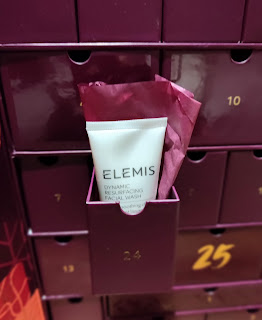 10
ELEMIS
DYNAMIC
RESURFACING
FACIAL WASH
7
24
13
25